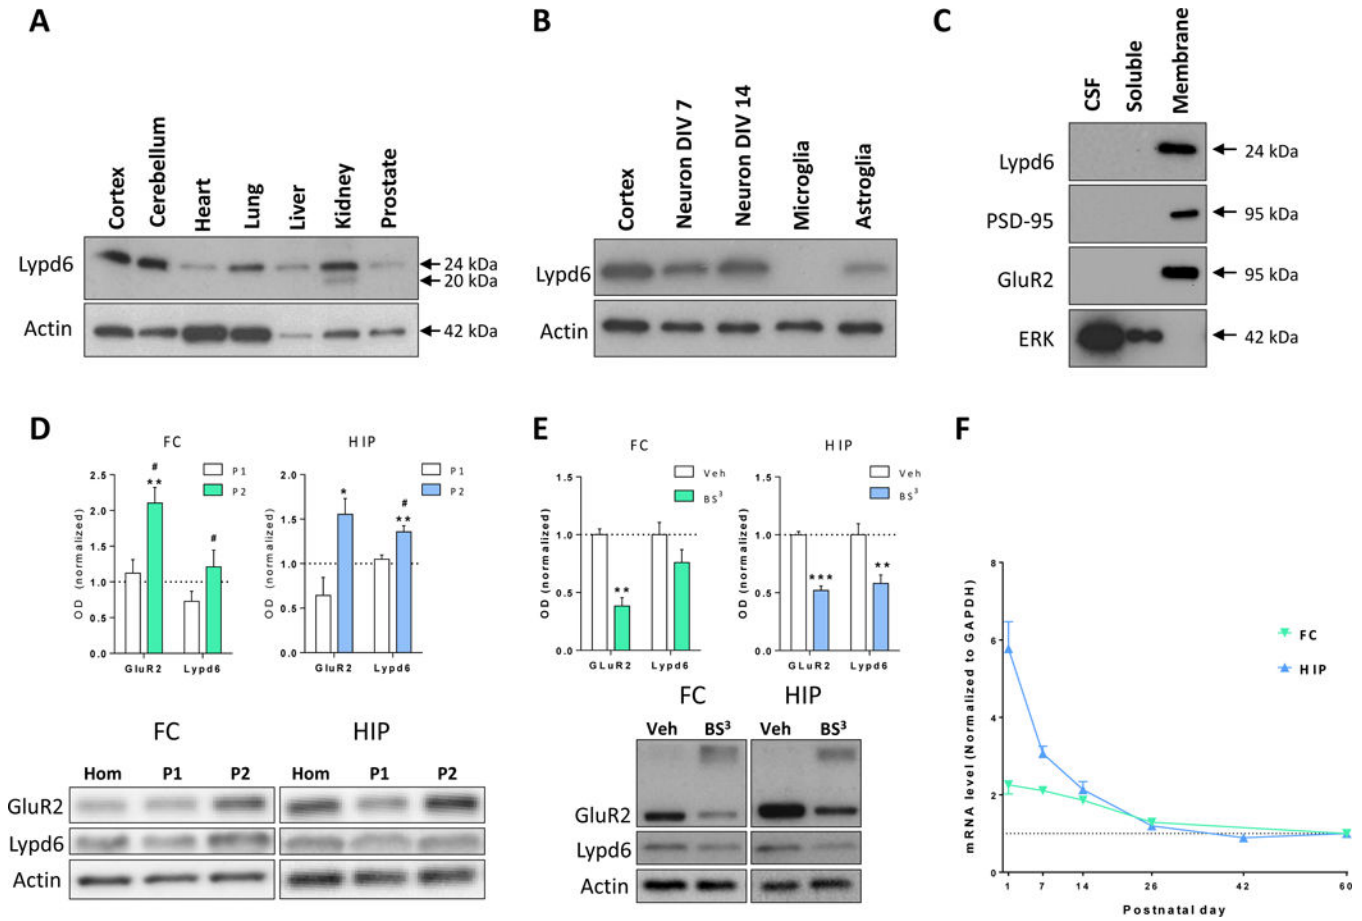 A
Cortex
Cerebellum
Heart
Lung
Liver
Kidney
Prostate
Lypd6
24 kDa
20 kDa
Actin
42 kDa
B
Cortex
Neuron DIV 7
Neuron DIV 14
Microglia
Astroglia
Lypd6
Actin
C
CSF
Soluble
Membrane
Lypd6
24 kDa
PSD-95
95 kDa
GluR2
95 kDa
ERK
42 kDa
D
FC
OD (normalized)
2.5
2.0
1.5
1.0
0.5
0.0
#
**
#
P1
P2
GluR2 Lypd6
HIP
OD (normalized)
2.0
1.5
1.0
0.5
0.0
*
#
**
P1
P2
GluR2 Lypd6
FC HIP
Hom P1 P2 Hom P1 P2
GluR2
Lypd6
Actin
E
FC
OD (normalized)
1.5
1.0
0.5
0.0
**
Veh
BS³
GLuR2 Lypd6
HIP
OD (normalized)
1.5
1.0
0.5
0.0
***
**
Veh
BS³
GluR2 Lypd6
FC HIP
Veh BS³ Veh BS³
GluR2
Lypd6
Actin
F
mRNA level (Normalized to GAPDH)
8
6
4
2
0
FC
HIP
1 7 14 26 42 60
Postnatal day